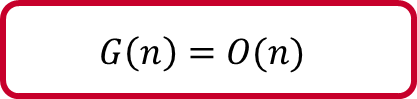 G(n) = O(n)